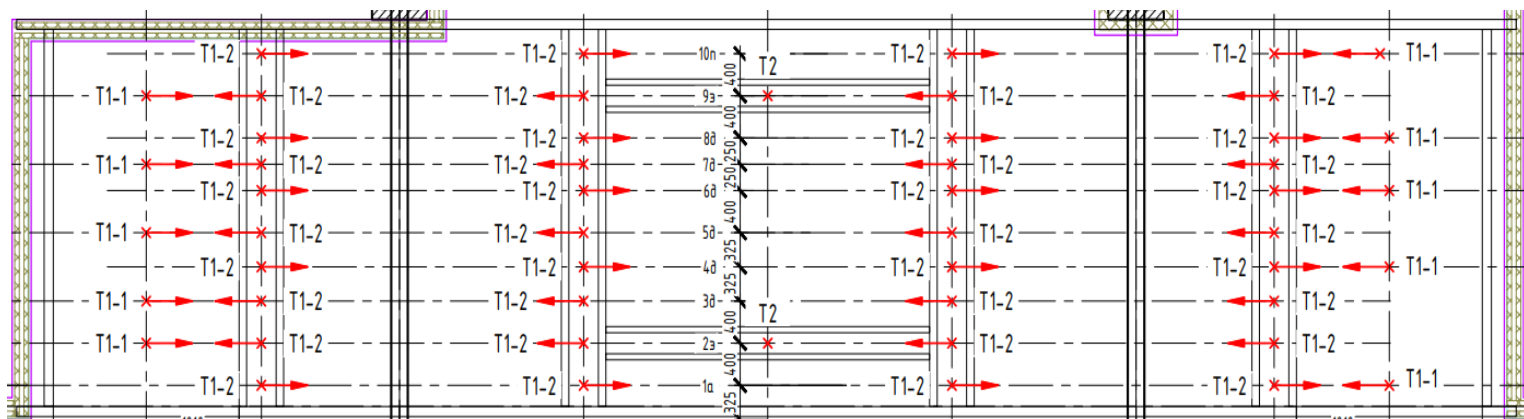 T1-2 T1-2 10п T1-2 T1-2 T1-1
400 T2
T1-1 T1-2 T1-2 9э T1-2 T1-2
400
T1-2 T1-2 8д T1-2 T1-2 T1-1
250
T1-1 T1-2 T1-2 7д T1-2 T1-2
250
T1-2 T1-2 6д T1-2 T1-2 T1-1
400
T1-1 T1-2 T1-2 5д T1-2 T1-2
325
T1-2 T1-2 4д T1-2 T1-2 T1-1
325
T1-1 T1-2 T1-2 3д T1-2 T1-2
400 T2
T1-1 T1-2 T1-2 2э T1-2 T1-2
400
T1-2 T1-2 1а T1-2 T1-2 T1-1
325